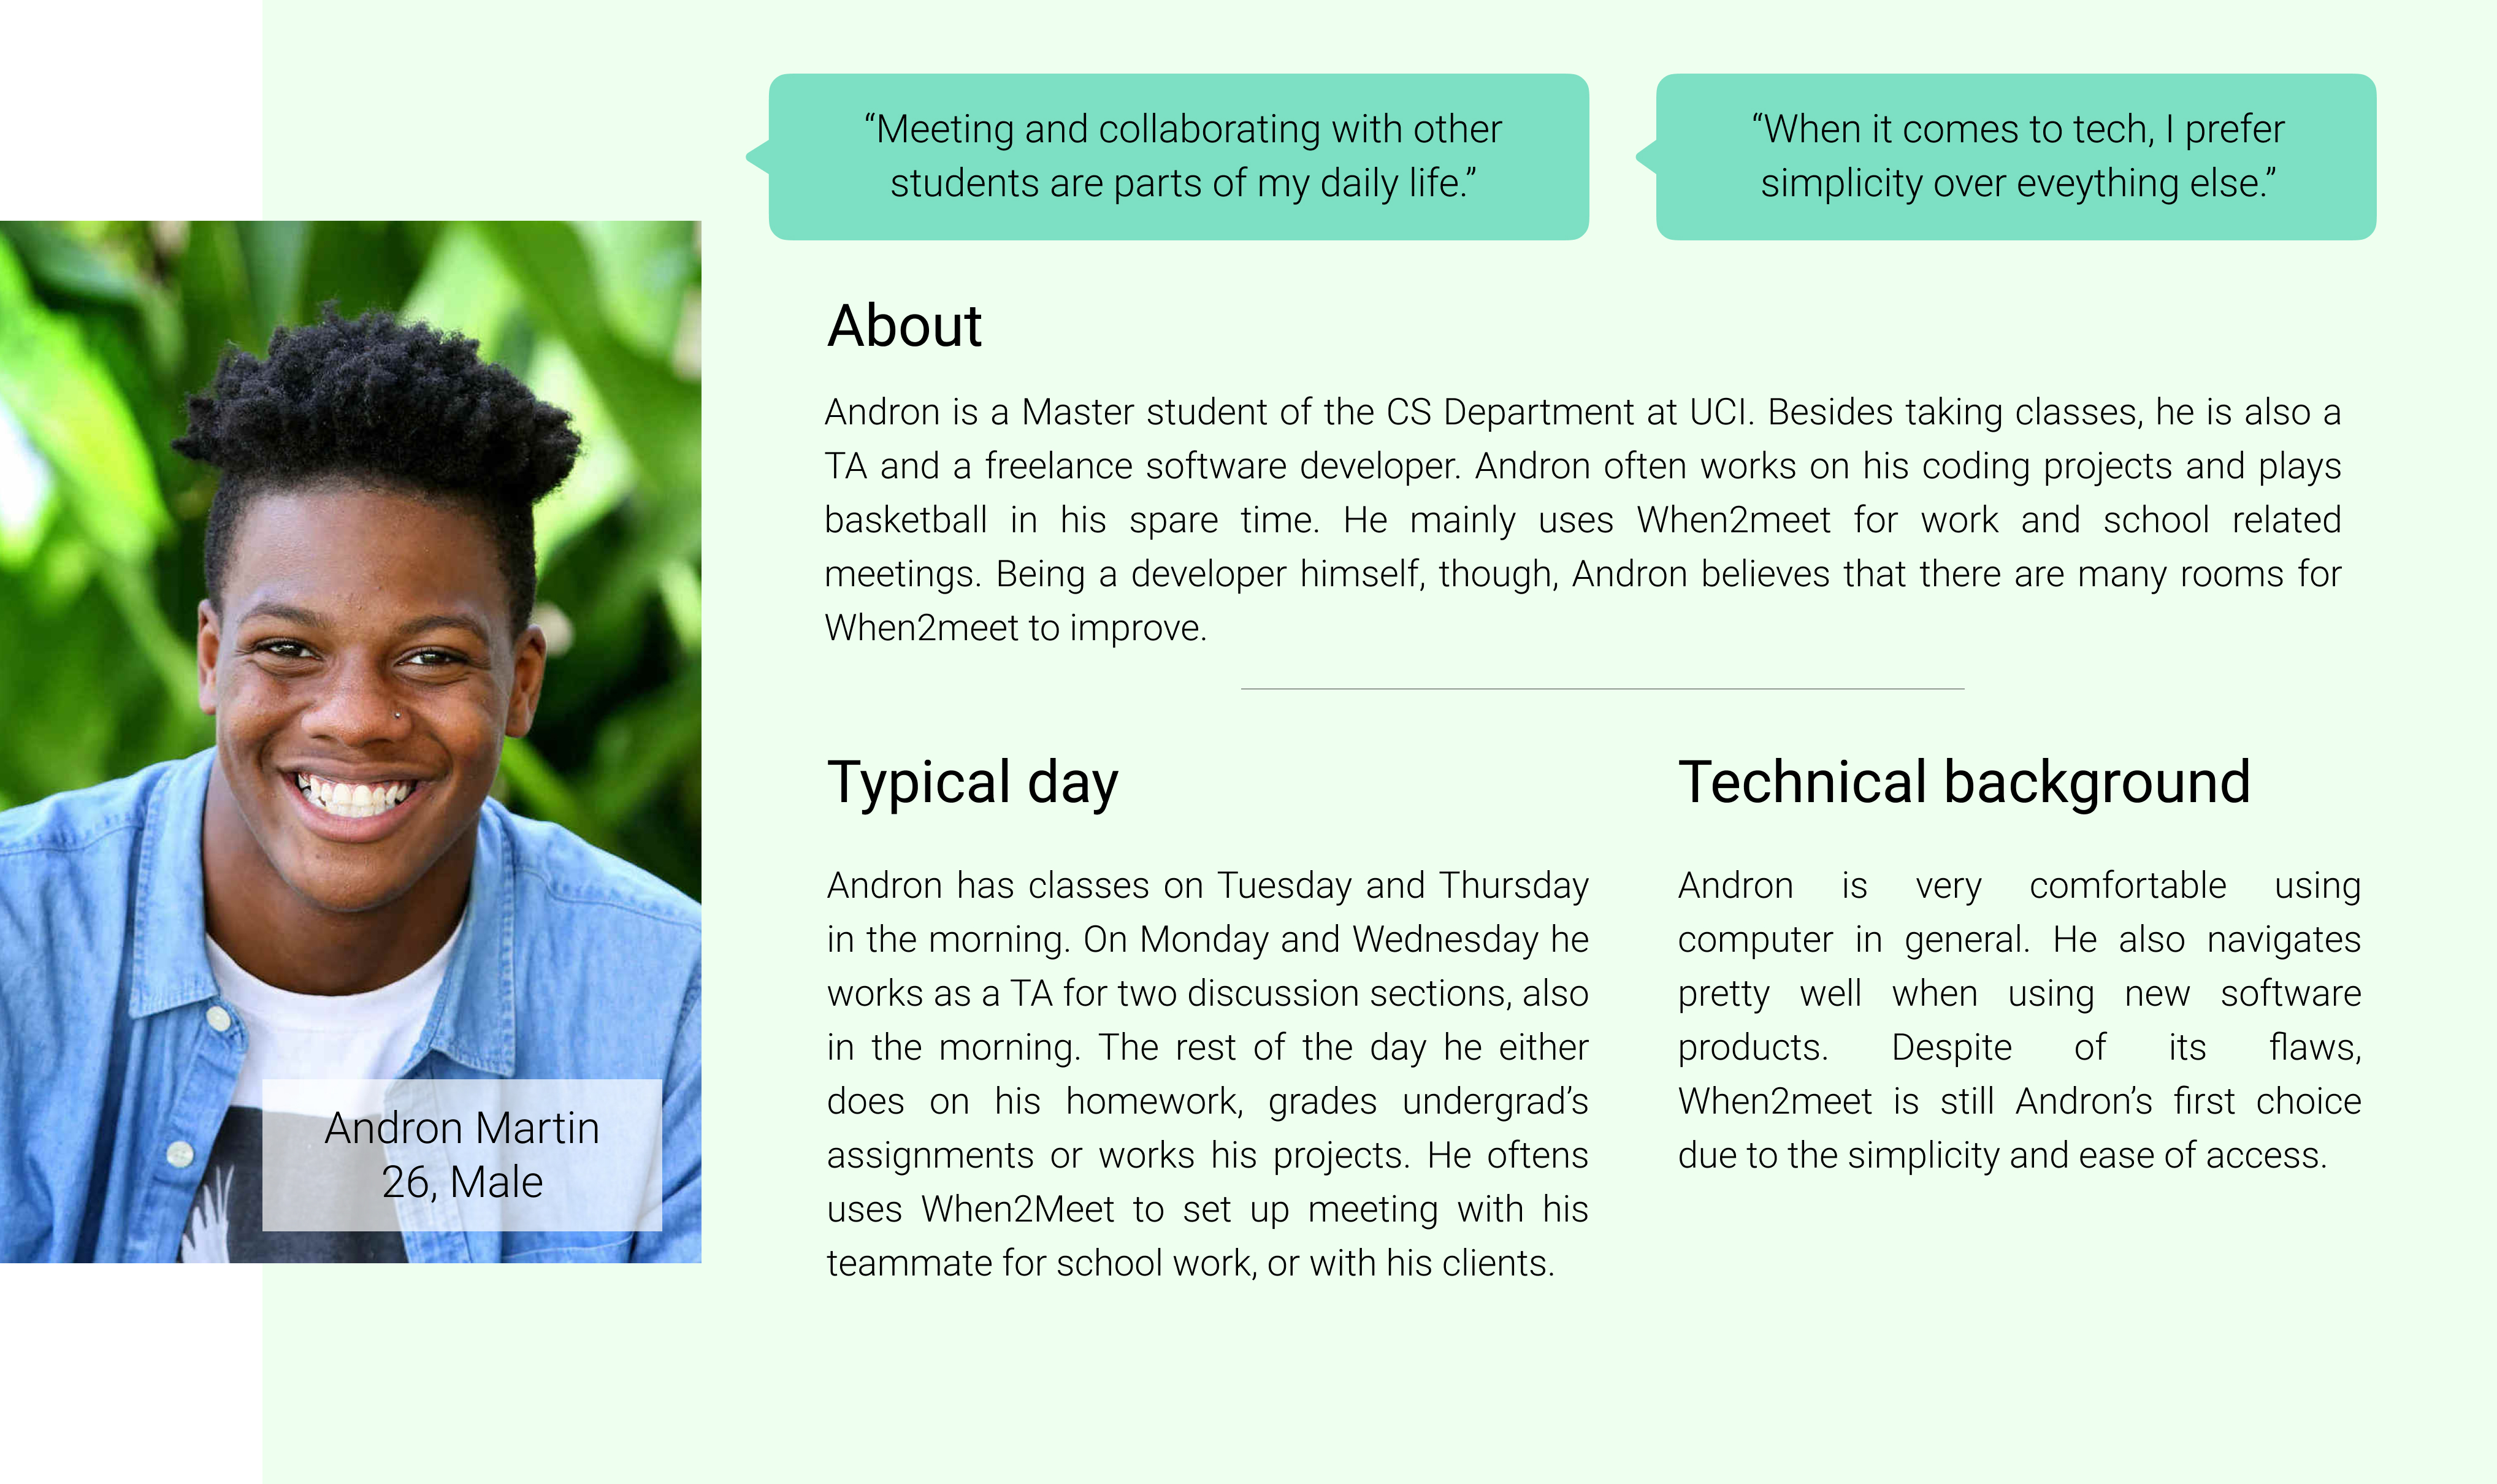 “Meeting and collaborating with other
students are parts of my daily life.”
“When it comes to tech, I prefer
simplicity over eveything else.”
About
Andron is a Master student of the CS Department at UCI. Besides taking classes, he is also a
TA and a freelance software developer. Andron often works on his coding projects and plays
basketball in his spare time. He mainly uses When2meet for work and school related
meetings. Being a developer himself, though, Andron believes that there are many rooms for
When2meet to improve.
Typical day
Andron has classes on Tuesday and Thursday
in the morning. On Monday and Wednesday he
works as a TA for two discussion sections, also
in the morning. The rest of the day he either
does on his homework, grades undergrad’s
assignments or works his projects. He oftens
uses When2Meet to set up meeting with his
teammate for school work, or with his clients.
Technical background
Andron is very comfortable using
computer in general. He also navigates
pretty well when using new software
products. Despite of its flaws,
When2meet is still Andron’s first choice
due to the simplicity and ease of access.
Andron Martin
26, Male